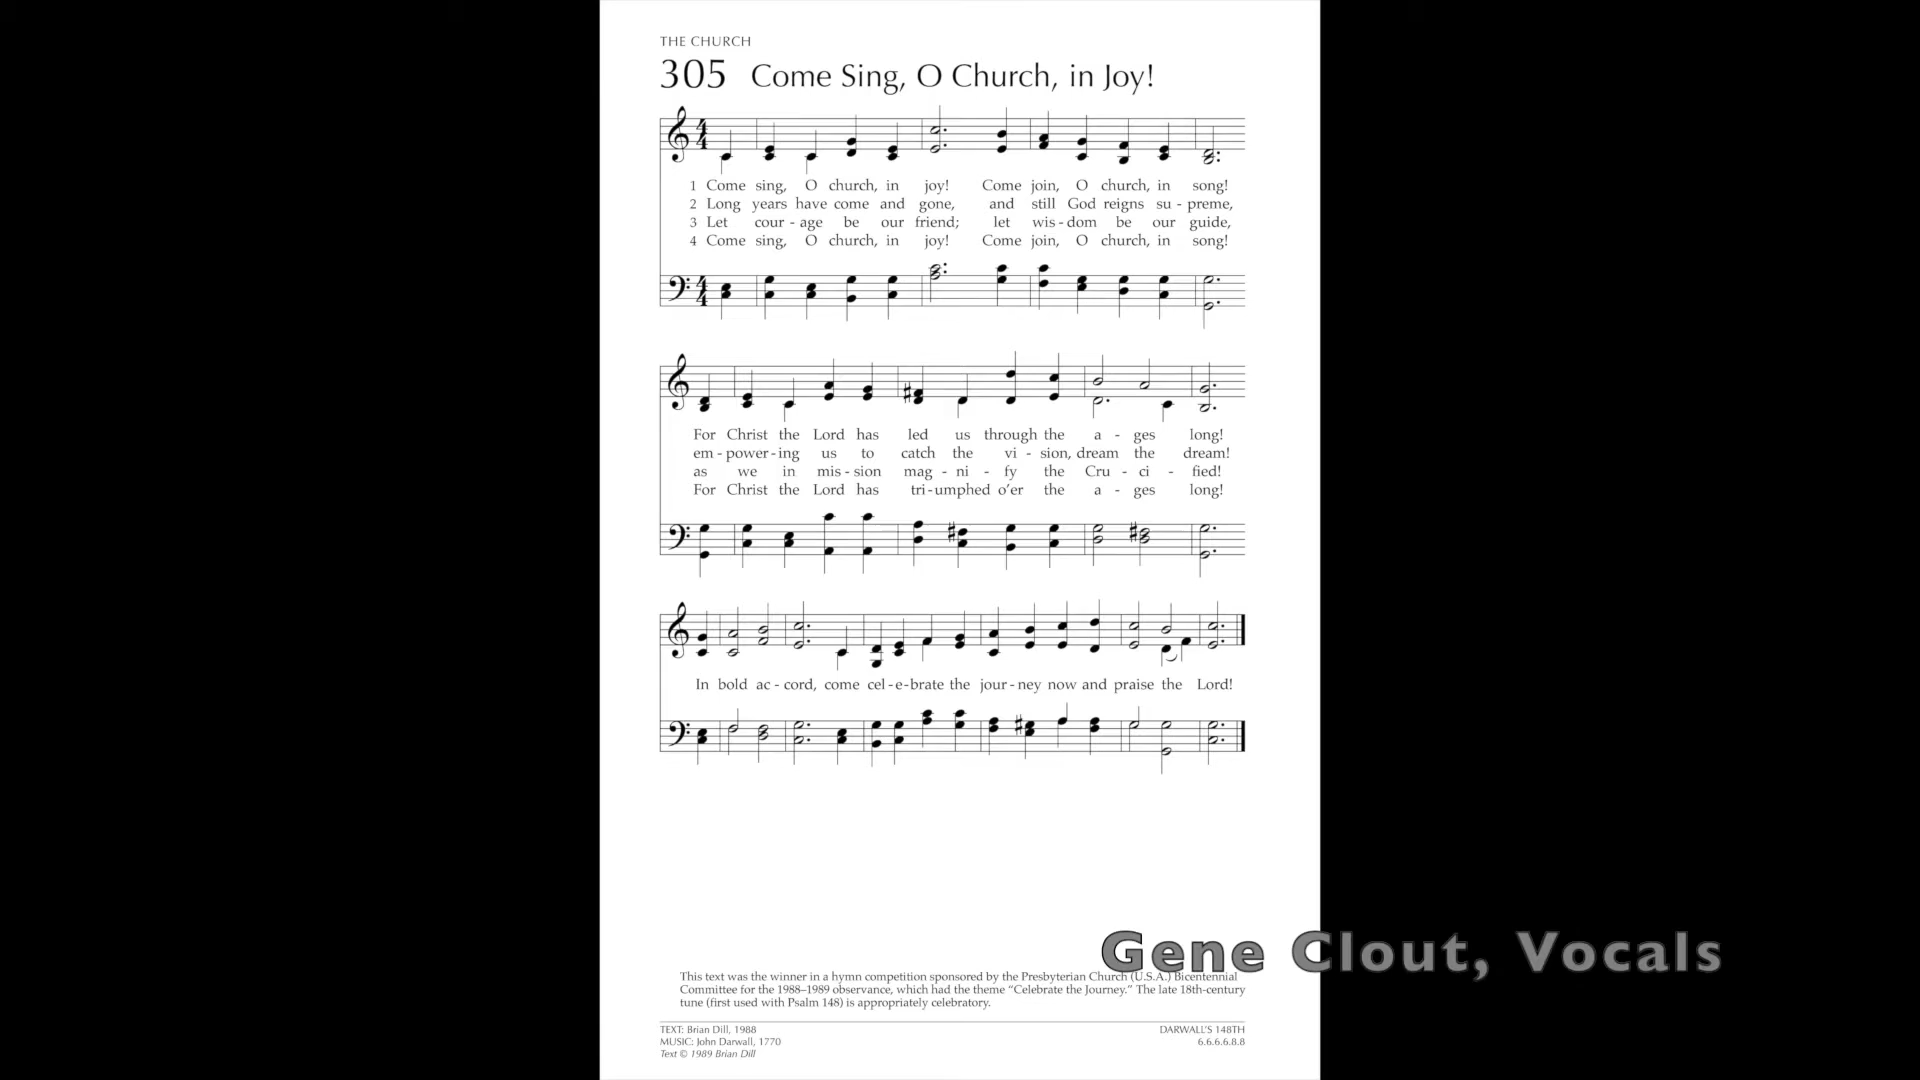 THE CHURCH
305 Come Sing, O Church, in Joy!
1 Come sing, O church, in joy! Come join, O church, in song!
2 Long years have come and gone, and still God reigns su - preme,
3 Let cour - age be our friend; let wis - dom be our guide,
4 Come sing, O church, in joy! Come join, O church, in song!
For Christ the Lord has led us through the a - ges long!
em - power - ing us to catch the vi - sion, dream the dream!
as we in mis - sion mag - ni - fy the Cru - ci - fied!
For Christ the Lord has tri - umphed o’er the a - ges long!
In bold ac - cord, come cel - e - brate the jour - ney now and praise the Lord!
Gene Clout, Vocals
This text was the winner in a hymn competition sponsored by the Presbyterian Church (U.S.A.) Bicentennial
Committee for the 1988–1989 observance, which had the theme “Celebrate the Journey.” The late 18th-century
tune (first used with Psalm 148) is appropriately celebratory.
TEXT: Brian Dill, 1988 DARWALL’S 148TH
MUSIC: John Darwall, 1770 6.6.6.6.8.8
Text © 1989 Brian Dill